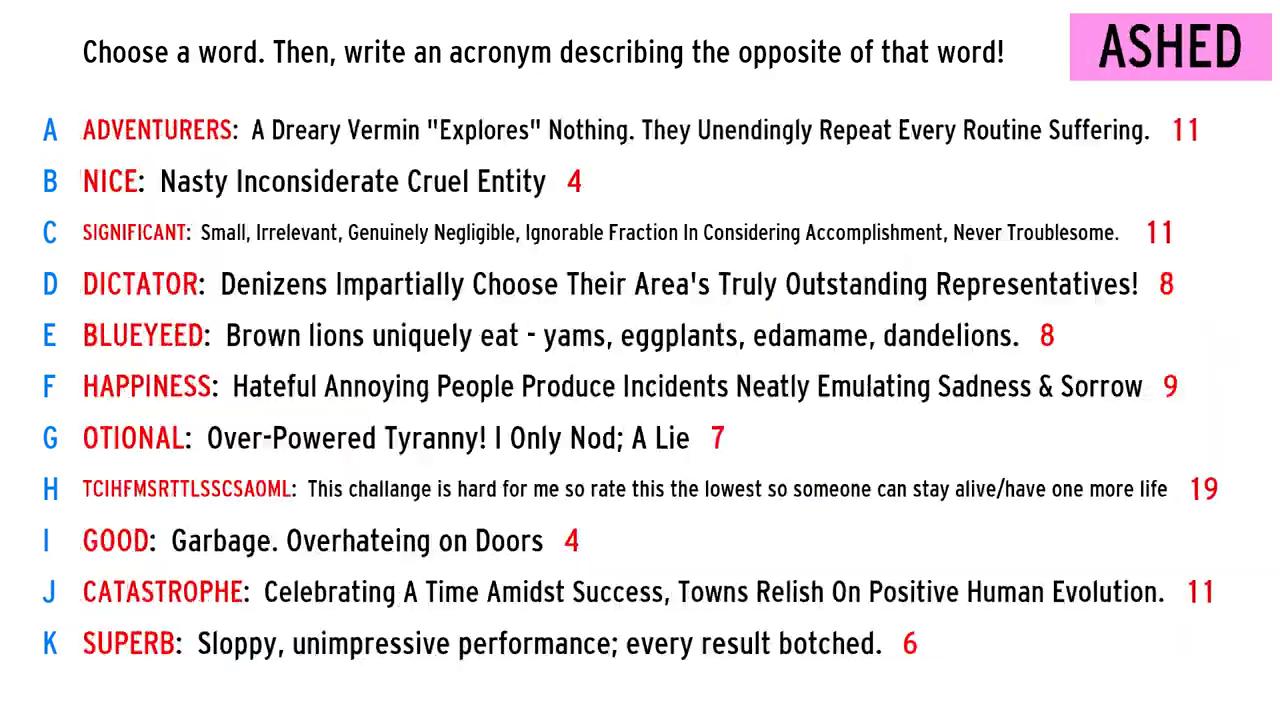 Choose a word. Then, write an acronym describing the opposite of that word!
ASHED
A ADVENTURERS: A Dreary Vermin "Explores" Nothing. They Unendingly Repeat Every Routine Suffering. 11
B NICE: Nasty Inconsiderate Cruel Entity 4
C SIGNIFICANT: Small, Irrelevant, Genuinely Negligible, Ignorable Fraction In Considering Accomplishment, Never Troublesome. 11
D DICTATOR: Denizens Impartially Choose Their Area's Truly Outstanding Representatives! 8
E BLUEYEED: Brown lions uniquely eat - yams, eggplants, edamame, dandelions. 8
F HAPPINESS: Hateful Annoying People Produce Incidents Neatly Emulating Sadness & Sorrow 9
G OTIONAL: Over-Powered Tyranny! I Only Nod; A Lie 7
H TCIHFMSRTTLSSCSAOML: This challange is hard for me so rate this the lowest so someone can stay alive/have one more life 19
I GOOD: Garbage. Overhateing on Doors 4
J CATASTROPHE: Celebrating A Time Amidst Success, Towns Relish On Positive Human Evolution. 11
K SUPERB: Sloppy, unimpressive performance; every result botched. 6